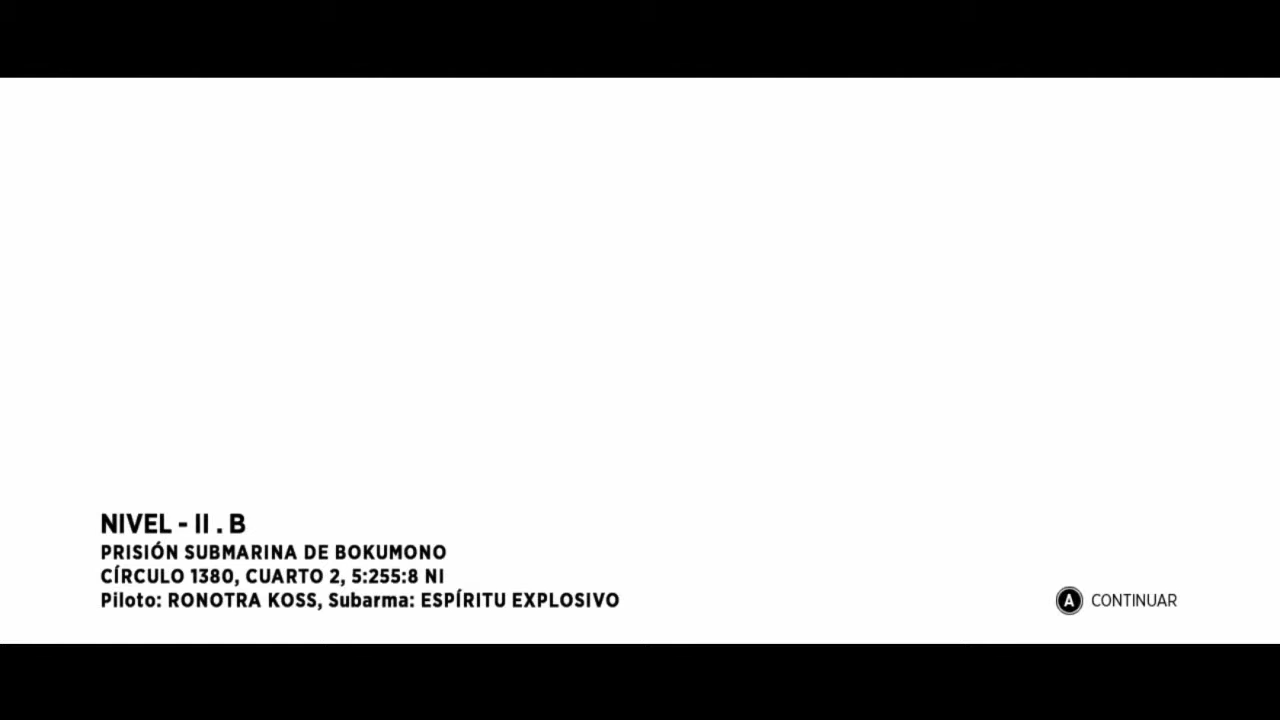 NIVEL - II . B
PRISIÓN SUBMARINA DE BOKUMONO
CÍRCULO 1380, CUARTO 2, 5:255:8 NI
Piloto: RONOTRA KOSS, Subarma: ESPÍRITU EXPLOSIVO
A CONTINUAR